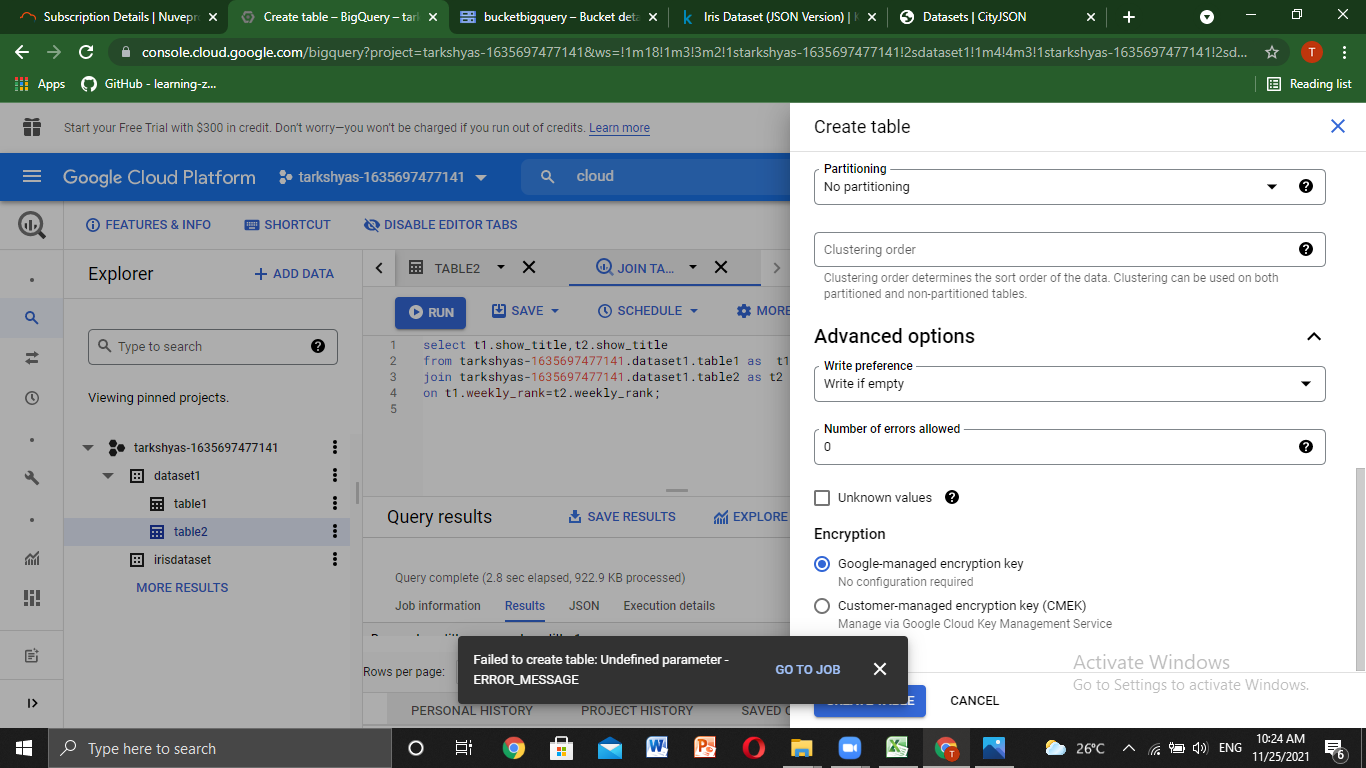 Subscription Details | Nuvepr
Create table – BigQuery – tark
bucketbigquery – Bucket deta
Iris Dataset (JSON Version) | K
Datasets | CityJSON
console.cloud.google.com/bigquery?project=tarkshyas-1635697477141&ws=!1m18!1m3!3m2!1starkshyas-1635697477141!2sdataset1!1m4!4m3!1starkshyas-1635697477141!2sd...
T
Apps
GitHub - learning-z...
Reading list
Start your Free Trial with $300 in credit. Don't worry—you won't be charged if you run out of credits. Learn more
Google Cloud Platform
tarkshyas-1635697477141
cloud
FEATURES & INFO
SHORTCUT
DISABLE EDITOR TABS
Explorer
+ ADD DATA
Type to search
Viewing pinned projects.
tarkshyas-1635697477141
dataset1
table1
table2
irisdataset
MORE RESULTS
TABLE2
JOIN TA...
RUN
SAVE
SCHEDULE
MORE
1 select t1.show_title,t2.show_title
2 from tarkshyas-1635697477141.dataset1.table1 as t1
3 join tarkshyas-1635697477141.dataset1.table2 as t2
4 on t1.weekly_rank=t2.weekly_rank;
5
Query results
SAVE RESULTS
EXPLORE
Query complete (2.8 sec elapsed, 922.9 KB processed)
Job information
Results
JSON
Execution details
Rows per page:
PERSONAL HISTORY
PROJECT HISTORY
SAVED
Create table
Partitioning
No partitioning
Clustering order
Clustering order determines the sort order of the data. Clustering can be used on both
partitioned and non-partitioned tables.
Advanced options
Write preference
Write if empty
Number of errors allowed
0
Unknown values
Encryption
Google-managed encryption key
No configuration required
Customer-managed encryption key (CMEK)
Manage via Google Cloud Key Management Service
Failed to create table: Undefined parameter -
ERROR_MESSAGE
GO TO JOB
CANCEL
Activate Windows
Go to Settings to activate Windows.
Type here to search
26°C
ENG
10:24 AM
11/25/2021
6